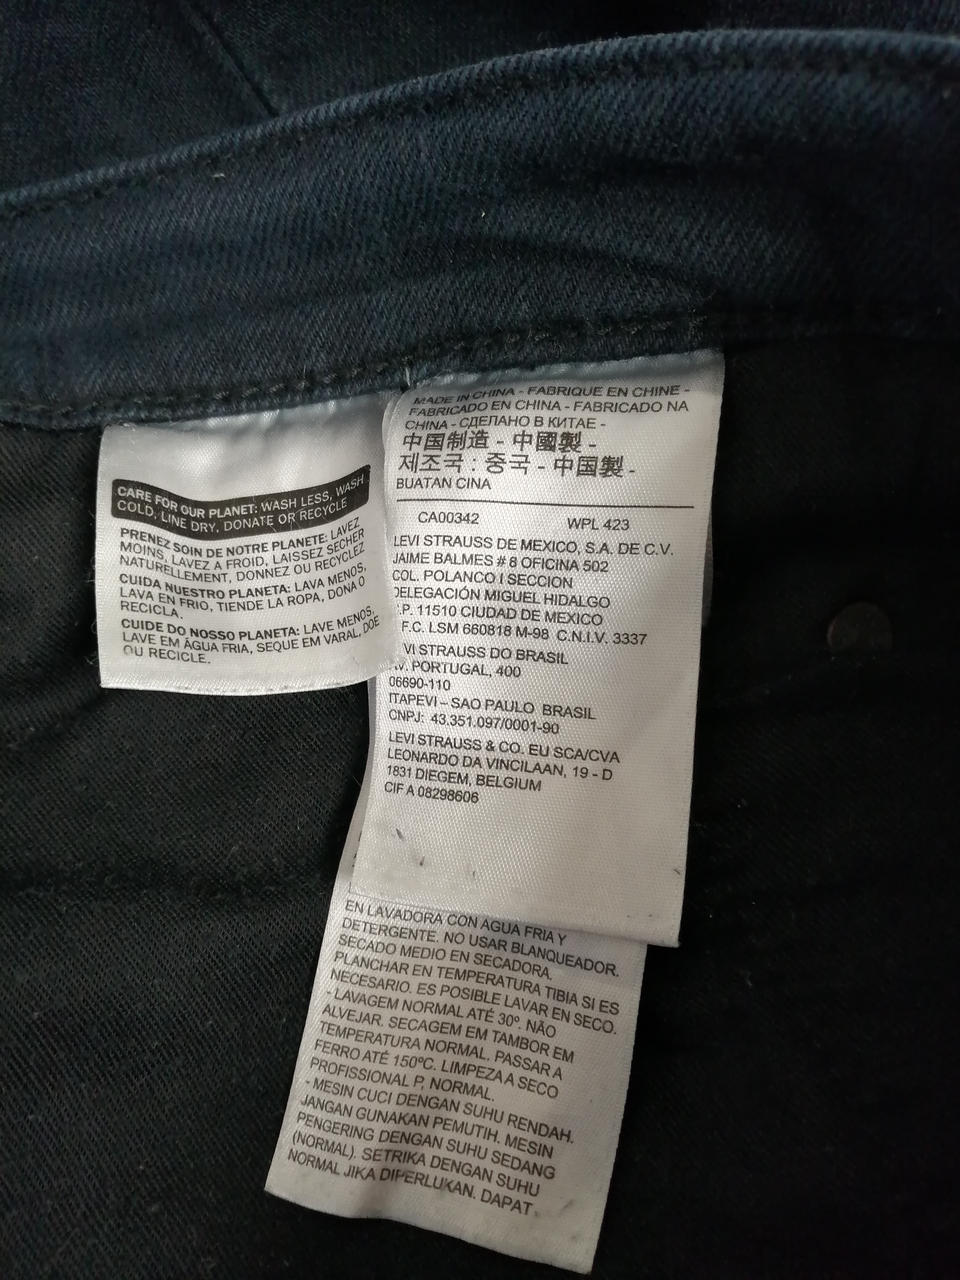 CARE FOR OUR PLANET: WASH LESS, WASH
COLD, LINE DRY, DONATE OR RECYCLE
PRENEZ SOIN DE NOTRE PLANETE: LAVEZ
MOINS, LAVEZ A FROID, LAISSEZ SECHER
NATURELLEMENT, DONNEZ OU RECYCLEZ
CUIDA NUESTRO PLANETA: LAVA MENOS,
LAVA EN FRIO, TIENDE LA ROPA, DONA O
RECICLA.
CUIDE DO NOSSO PLANETA: LAVE MENOS,
LAVE EM ÁGUA FRIA, SEQUE EM VARAL, DOE
OU RECICLE.
MADE IN CHINA - FABRIQUE EN CHINE -
FABRICADO EN CHINA - FABRICADO NA
CHINA - СДЕЛАНО В КИТАЕ -
中国制造 - 中國製 -
제조국 : 중국 - 中国製 -
BUATAN CINA
CA00342 WPL 423
LEVI STRAUSS DE MEXICO, S.A. DE C.V.
JAIME BALMES # 8 OFICINA 502
COL. POLANCO I SECCION
DELEGACIÓN MIGUEL HIDALGO
.P. 11510 CIUDAD DE MEXICO
F.C. LSM 660818 M-98 C.N.I.V. 3337
VI STRAUSS DO BRASIL
V. PORTUGAL, 400
06690-110
ITAPEVI – SAO PAULO BRASIL
CNPJ: 43.351.097/0001-90
LEVI STRAUSS & CO. EU SCA/CVA
LEONARDO DA VINCILAAN, 19 - D
1831 DIEGEM, BELGIUM
CIF A 08298606
EN LAVADORA CON AGUA FRIA Y
DETERGENTE. NO USAR BLANQUEADOR.
SECADO MEDIO EN SECADORA.
PLANCHAR EN TEMPERATURA TIBIA SI ES
NECESARIO. ES POSIBLE LAVAR EN SECO.
- LAVAGEM NORMAL ATÉ 30º. NÃO
ALVEJAR. SECAGEM EM TAMBOR EM
TEMPERATURA NORMAL. PASSAR A
FERRO ATÉ 150ºC. LIMPEZA A SECO
PROFISSIONAL P, NORMAL.
- MESIN CUCI DENGAN SUHU RENDAH.
JANGAN GUNAKAN PEMUTIH. MESIN
PENGERING DENGAN SUHU SEDANG
(NORMAL). SETRIKA DENGAN SUHU
NORMAL JIKA DIPERLUKAN. DAPAT